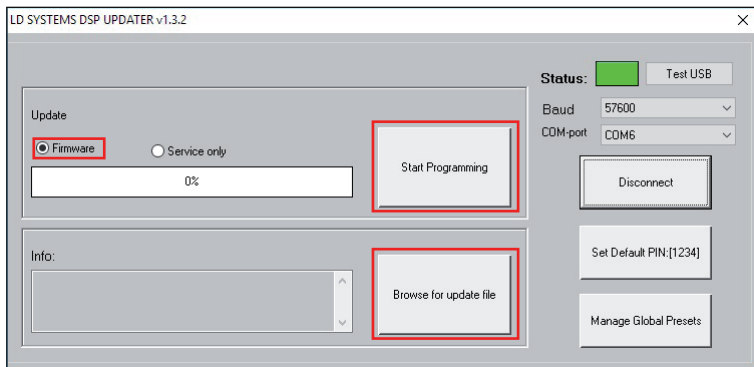 LD SYSTEMS DSP UPDATER v1.3.2
Status:
Test USB
Update
Baud
57600
Firmware
Service only
COM-port
COM6
0%
Start Programming
Disconnect
Info:
Browse for update file
Set Default PIN:[1234]
Manage Global Presets